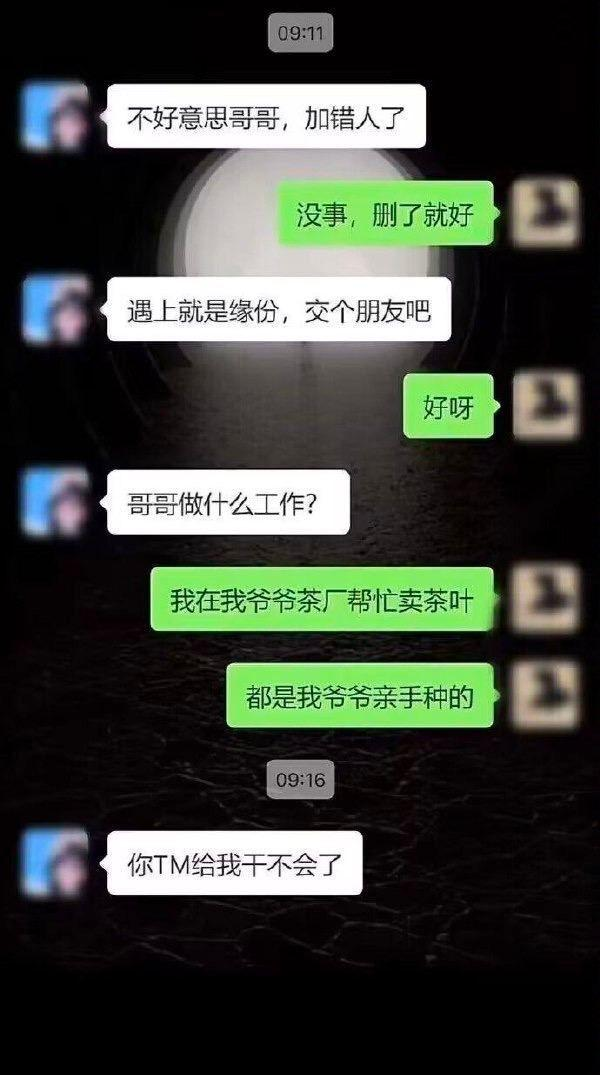 09:11
不好意思哥哥，加错人了
没事，删了就好
遇上就是缘份，交个朋友吧
好呀
哥哥做什么工作？
我在我爷爷茶厂帮忙卖茶叶
都是我爷爷亲手种的
09:16
你TM给我干不会了